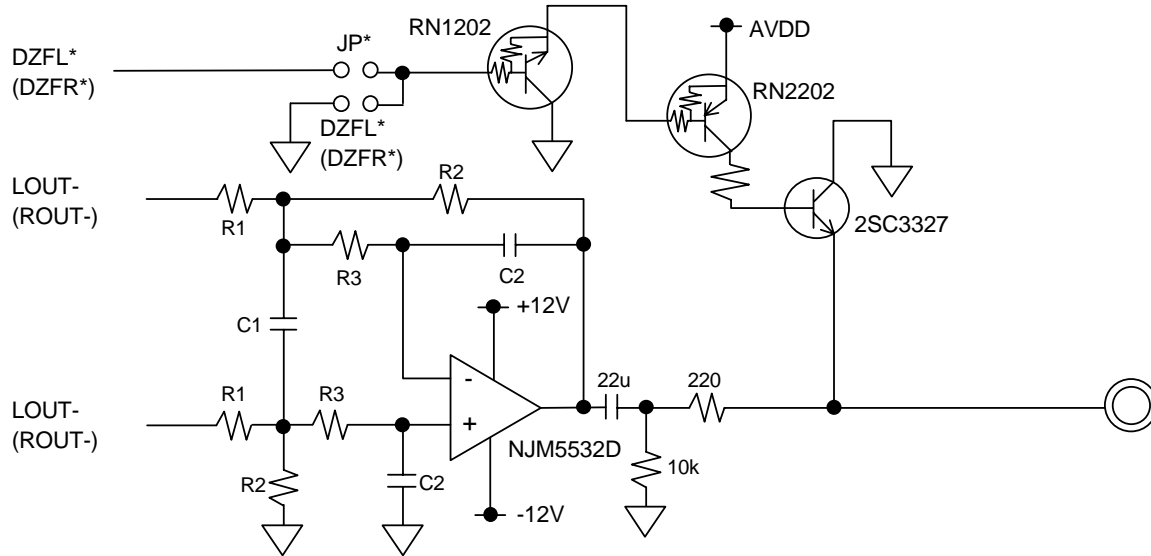 RN1202
AVDD
DZFL*
(DZFR*)
JP*
RN2202
DZFL*
(DZFR*)
LOUT-
(ROUT-)
R1
R2
2SC3327
R3
C2
+12V
C1
-
22u
220
LOUT-
(ROUT-)
R1
R3
+
NJM5532D
R2
C2
10k
-12V